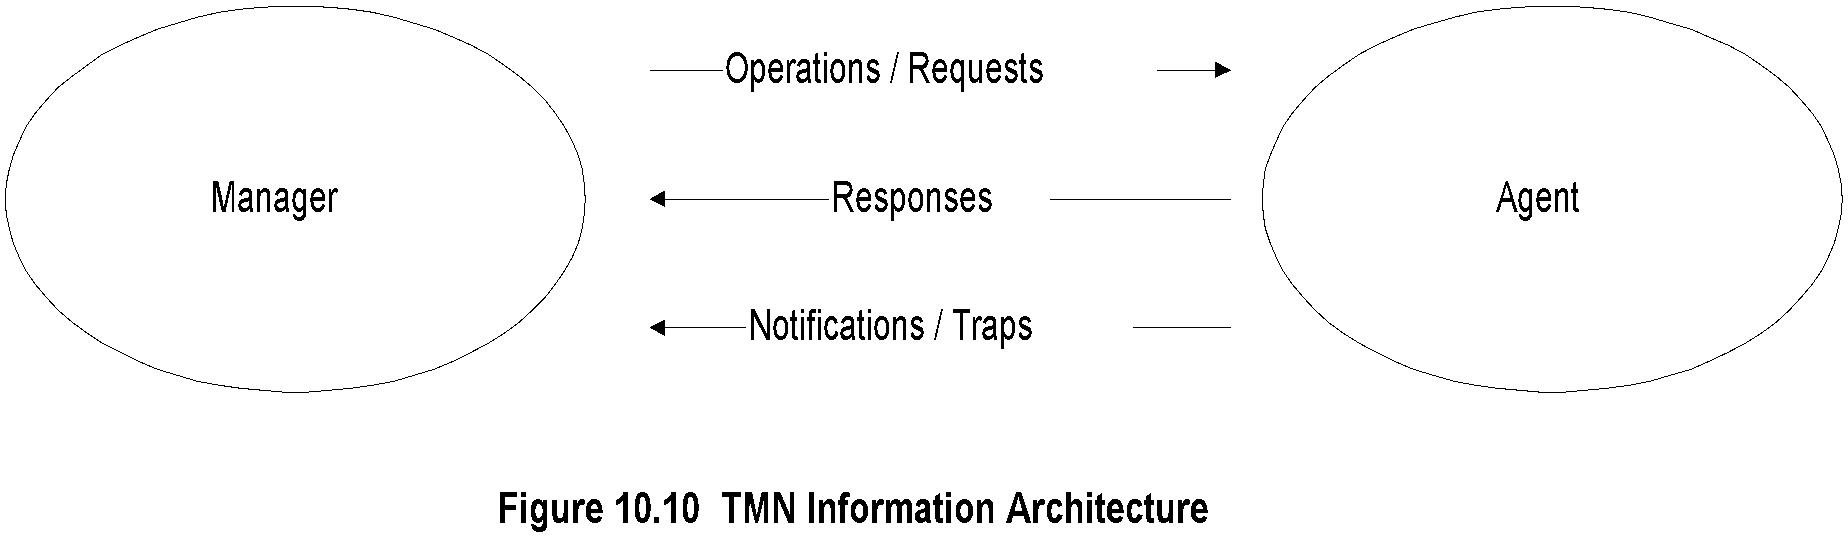 Operations / Requests
Manager
Responses
Agent
Notifications / Traps
Figure 10.10 TMN Information Architecture